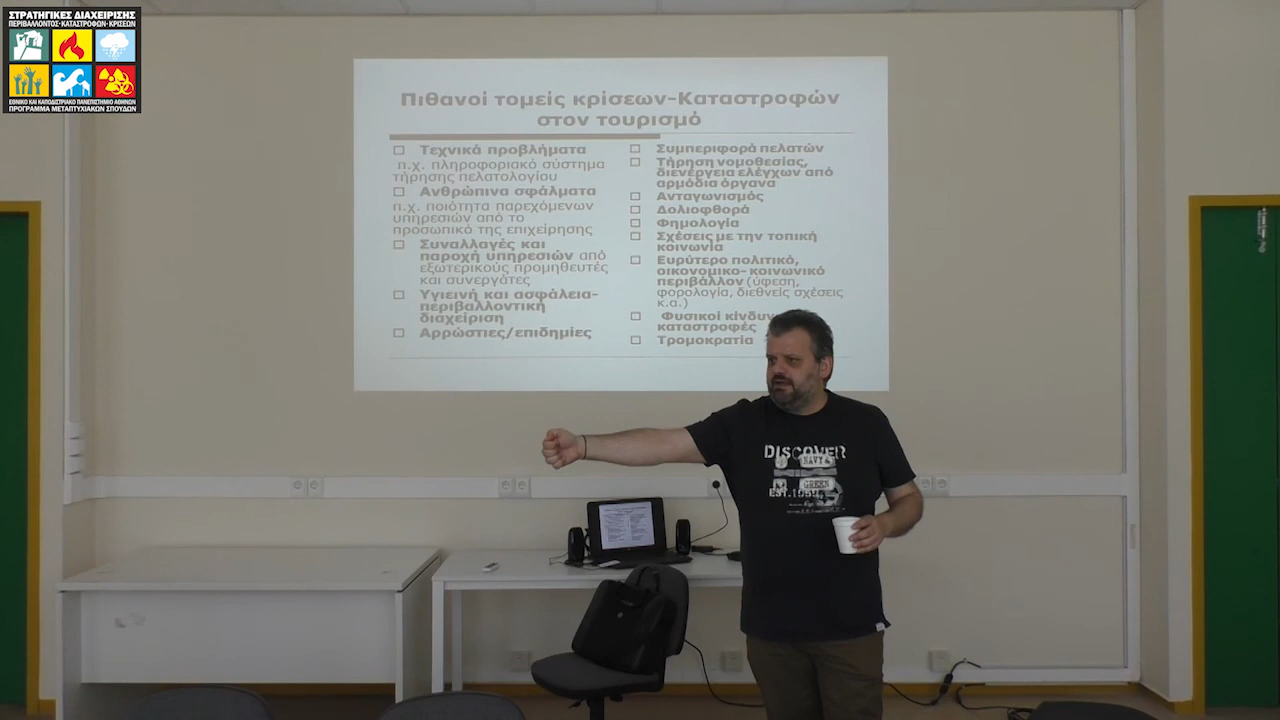 ΣΤΡΑΤΗΓΙΚΕΣ ΔΙΑΧΕΙΡΙΣΗΣ
ΠΕΡΙΒΑΛΛΟΝΤΟΣ·ΚΑΤΑΣΤΡΟΦΩΝ·ΚΡΙΣΕΩΝ
ΕΘΝΙΚΟ ΚΑΙ ΚΑΠΟΔΙΣΤΡΙΑΚΟ ΠΑΝΕΠΙΣΤΗΜΙΟ ΑΘΗΝΩΝ
ΠΡΟΓΡΑΜΜΑ ΜΕΤΑΠΤΥΧΙΑΚΩΝ ΣΠΟΥΔΩΝ
Πιθανοί τομείς κρίσεων-Καταστροφών
στον τουρισμό
Τεχνικά προβλήματα
π.χ. πληροφοριακό σύστημα
τήρησης πελατολογίου
Ανθρώπινα σφάλματα
π.χ. ποιότητα παρεχόμενων
υπηρεσιών από το
προσωπικό της επιχείρησης
Συναλλαγές και
παροχή υπηρεσιών από
εξωτερικούς προμηθευτές
και συνεργάτες
Υγιεινή και ασφάλεια-
περιβαλλοντική
διαχείριση
Αρρώστιες/επιδημίες
Συμπεριφορά πελατών
Τήρηση νομοθεσίας,
διενέργεια ελέγχων από
αρμόδια όργανα
Ανταγωνισμός
Δολιοφθορά
Φημολογία
Σχέσεις με την τοπική
κοινωνία
Ευρύτερο πολιτικό,
οικονομικο- κοινωνικό
περιβάλλον (ύφεση,
φορολογία, διεθνείς σχέσεις
κ.α.)
Φυσικοί κίνδυν
καταστροφές
Τρομοκρατία
DISCOVER
NAVY &
GREEN